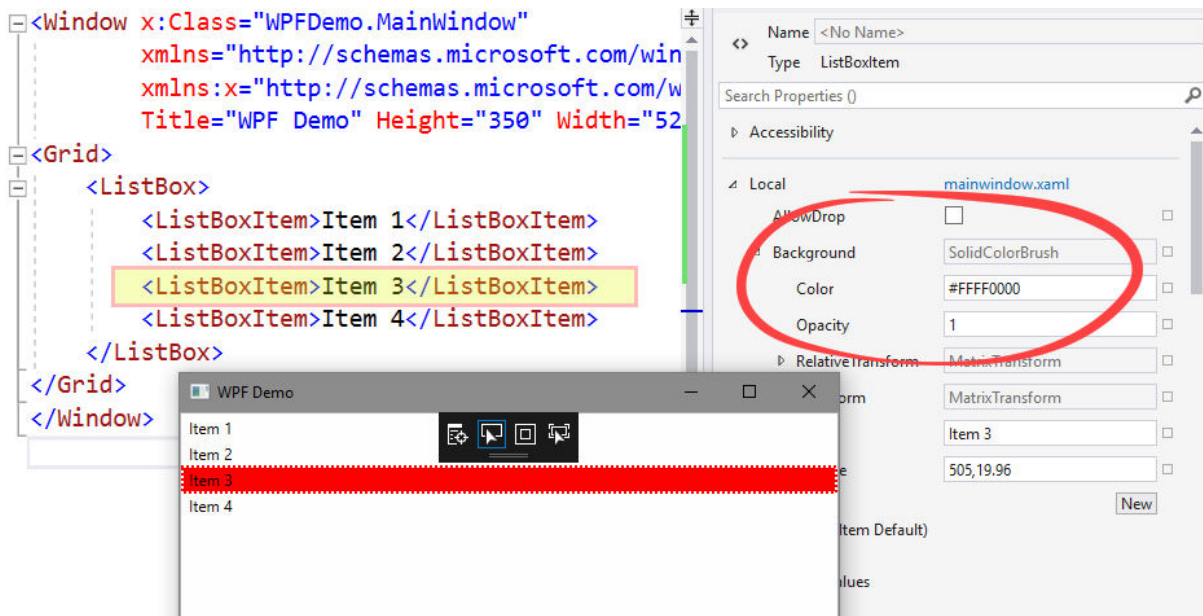 <Window x:Class="WPFDemo.MainWindow"
xmlns="http://schemas.microsoft.com/win
xmlns:x="http://schemas.microsoft.com/w
Title="WPF Demo" Height="350" Width="52
<Grid>
<ListBox>
<ListBoxItem>Item 1</ListBoxItem>
<ListBoxItem>Item 2</ListBoxItem>
<ListBoxItem>Item 3</ListBoxItem>
<ListBoxItem>Item 4</ListBoxItem>
</ListBox>
</Grid>
</Window>
WPF Demo
Item 1
Item 2
Item 3
Item 4
Name <No Name>
Type ListBoxItem
Search Properties ()
Accessibility
Local mainwindow.xaml
AllowDrop
Background SolidColorBrush
Color #FFFF0000
Opacity 1
RelativeTransform MatrixTransform
orm MatrixTransform
Item 3
e 505,19.96
New
Item Default)
alues